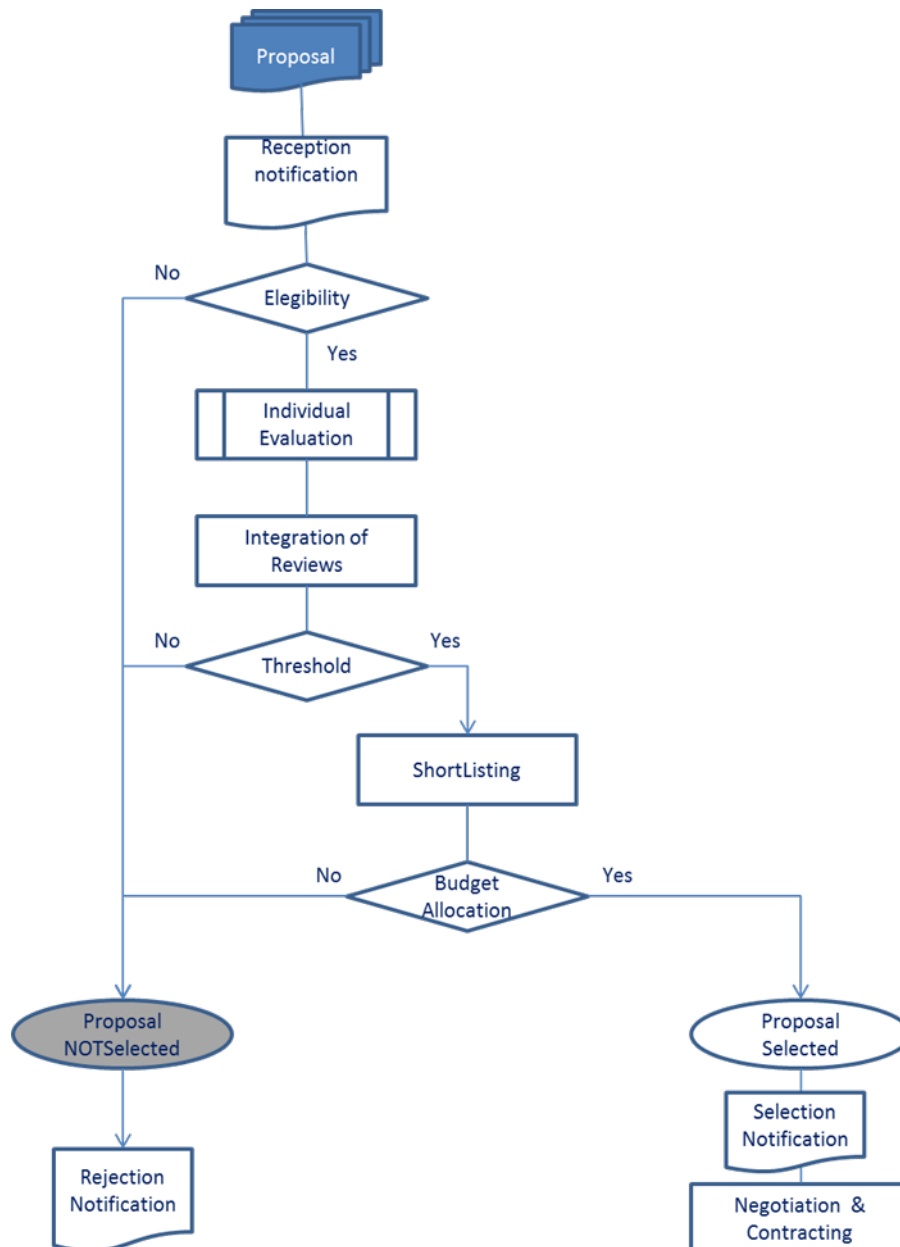 Proposal
Reception
notification
No
Elegibility
Yes
Individual
Evaluation
Integration of
Reviews
No
Yes
Threshold
ShortListing
No
Budget
Allocation
Yes
Proposal
NOTSelected
Proposal
Selected
Selection
Notification
Rejection
Notification
Negotiation &
Contracting